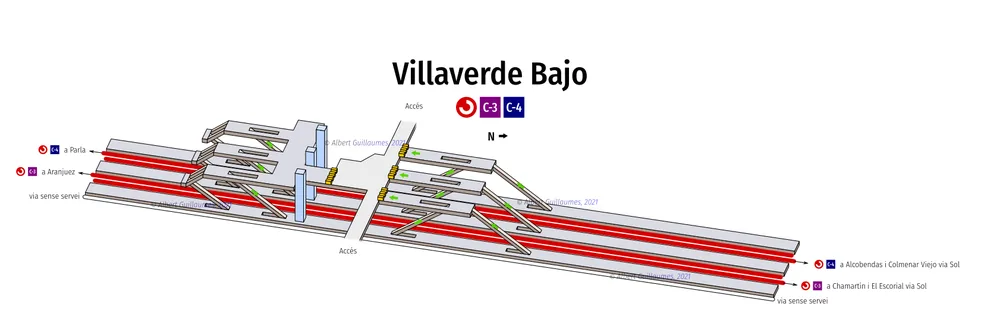 Villaverde Bajo
C-3 C-4
Accés
N
© Albert Guillaumes, 2021
C-4 a Parla
C-3 a Aranjuez
via sense servei
© Albert Guillaumes, 2021
© Albert Guillaumes, 2021
Accés
C-4 a Alcobendas i Colmenar Viejo via Sol
© Albert Guillaumes, 2021
C-3 a Chamartín i El Escorial via Sol
via sense servei